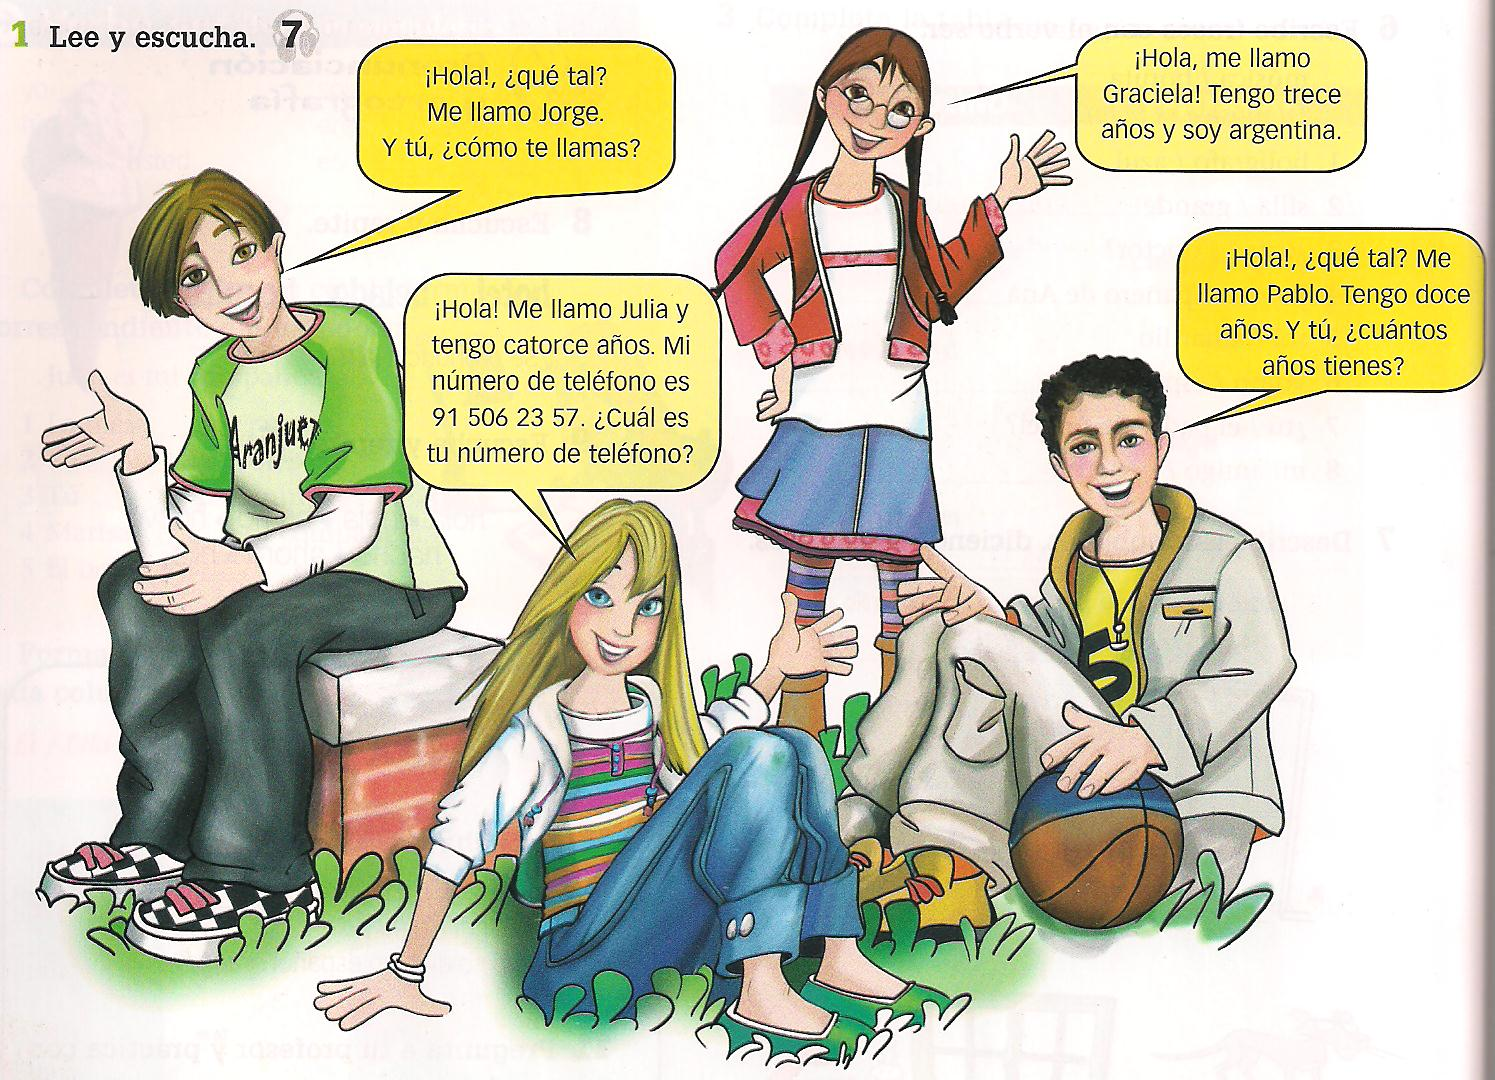 1 Lee y escucha. 7
¡Hola!, ¿qué tal?
Me llamo Jorge.
Y tú, ¿cómo te llamas?
¡Hola, me llamo
Graciela! Tengo trece
años y soy argentina.
¡Hola! Me llamo Julia y
tengo catorce años. Mi
número de teléfono es
91 506 23 57. ¿Cuál es
tu número de teléfono?
¡Hola!, ¿qué tal? Me
llamo Pablo. Tengo doce
años. Y tú, ¿cuántos
años tienes?
Aranjuez
5